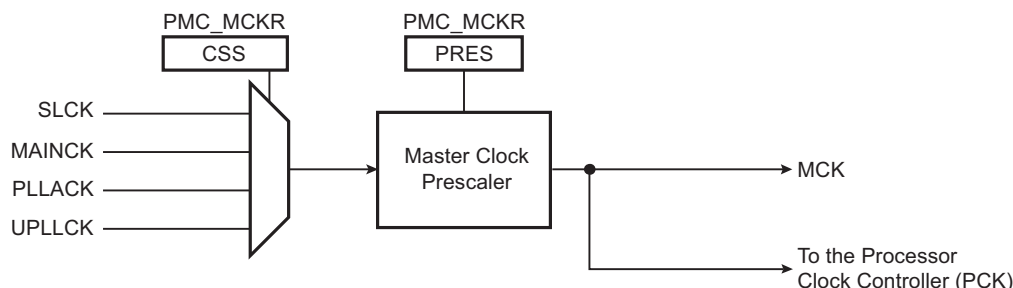 PMC_MCKR
PMC_MCKR
CSS
PRES
SLCK
MAINCK
PLLACK
UPLLCK
Master Clock
Prescaler
MCK
To the Processor
Clock Controller (PCK)